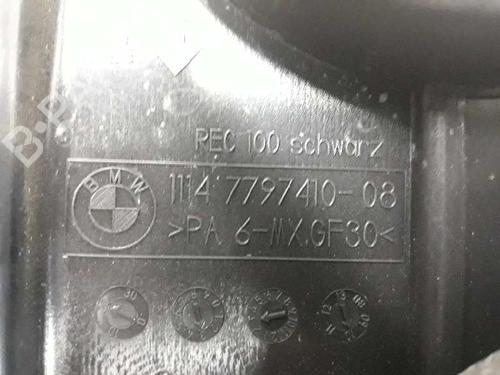 REC 100 schwarz
BMW
1114 7797410-08
>PA 6-MX.GF30<